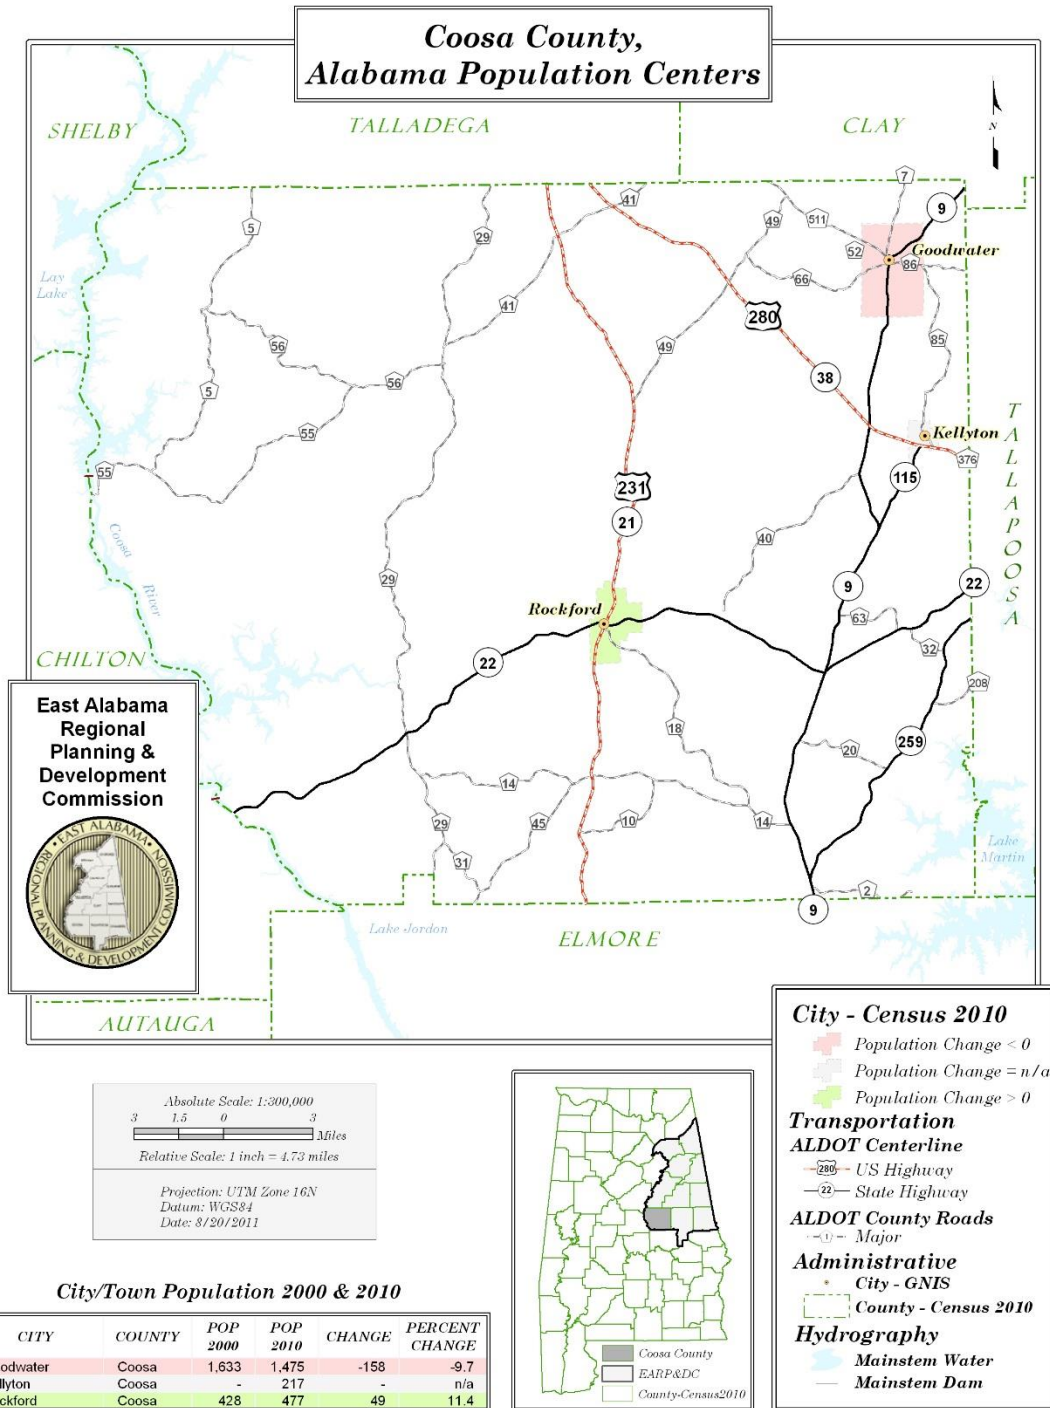 Coosa County,
Alabama Population Centers
SHELBY
TALLADEGA
CLAY
N
7
9
5
29
41
49
511
52
Goodwater
86
66
Lay
Lake
41
280
56
49
85
38
5
56
55
Kellyton
TALLAPOOSA
376
55
115
231
21
Coosa
River
40
29
9
22
Rockford
63
32
22
CHILTON
208
18
259
20
14
29
45
10
14
31
2
9
Lake
Martin
Lake Jordon
ELMORE
AUTAUGA
East Alabama
Regional
Planning &
Development
Commission
EAST ALABAMA
REGIONAL PLANNING & DEVELOPMENT COMMISSION
City - Census 2010
Population Change < 0
Population Change = n/a
Population Change > 0
Transportation
ALDOT Centerline
280 US Highway
22 State Highway
ALDOT County Roads
1 Major
Administrative
City - GNIS
County - Census 2010
Hydrography
Mainstem Water
Mainstem Dam
Absolute Scale: 1:300,000
3 1.5 0 3
Miles
Relative Scale: 1 inch = 4.73 miles
Projection: UTM Zone 16N
Datum: WGS84
Date: 8/20/2011
Coosa County
EARP&DC
County-Census2010
City/Town Population 2000 & 2010
CITY COUNTY POP 2000 POP 2010 CHANGE PERCENT CHANGE
odwater Coosa 1,633 1,475 -158 -9.7
llyton Coosa - 217 - n/a
ckford Coosa 428 477 49 11.4